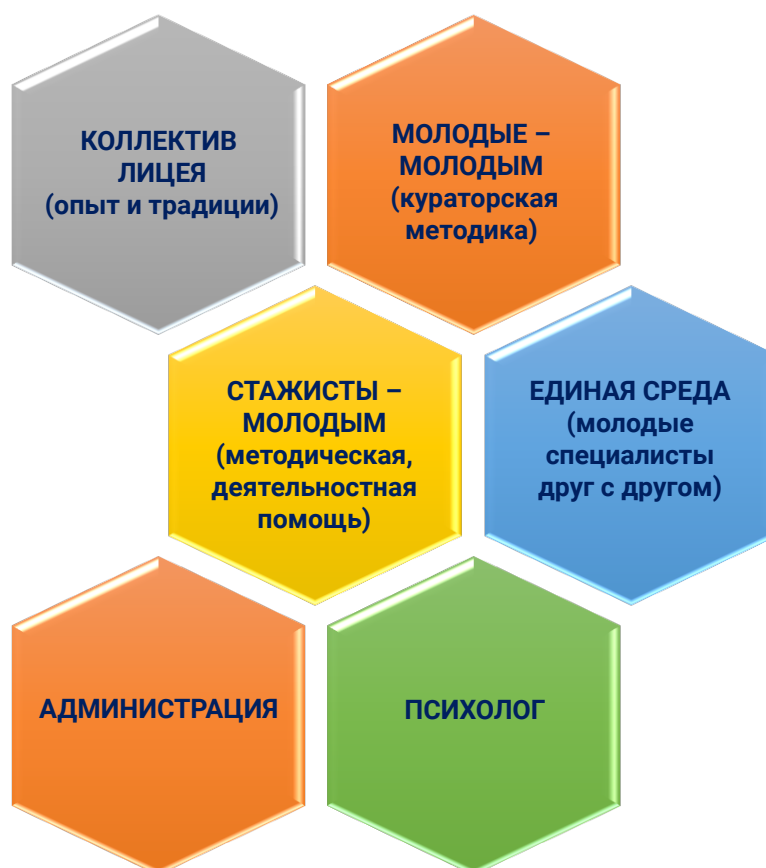 КОЛЛЕКТИВ
ЛИЦЕЯ
(опыт и традиции)
МОЛОДЫЕ –
МОЛОДЫМ
(кураторская
методика)
СТАЖИСТЫ –
МОЛОДЫМ
(методическая,
деятельностная
помощь)
ЕДИНАЯ СРЕДА
(молодые
специалисты
друг с другом)
АДМИНИСТРАЦИЯ
ПСИХОЛОГ